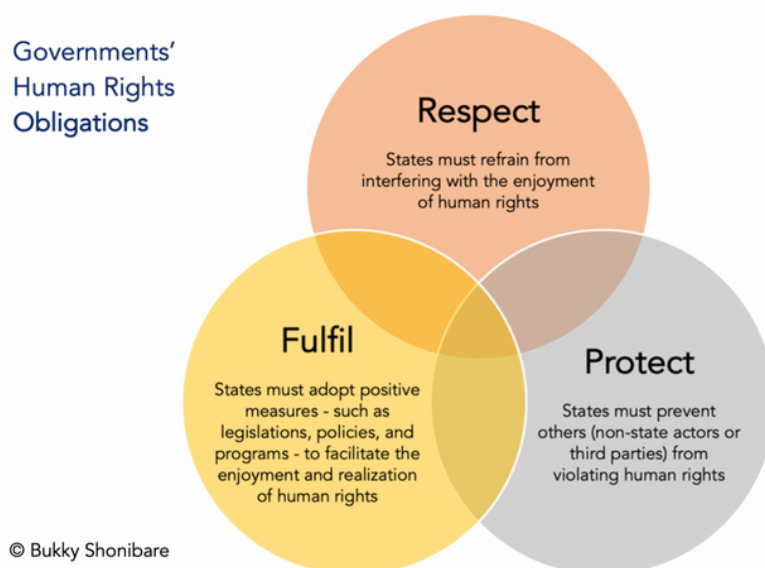 Governments'
Human Rights
Obligations
Respect
States must refrain from
interfering with the enjoyment
of human rights
Fulfil
States must adopt positive
measures - such as
legislations, policies, and
programs - to facilitate the
enjoyment and realization
of human rights
Protect
States must prevent
others (non-state actors or
third parties) from
violating human rights
© Bukky Shonibare